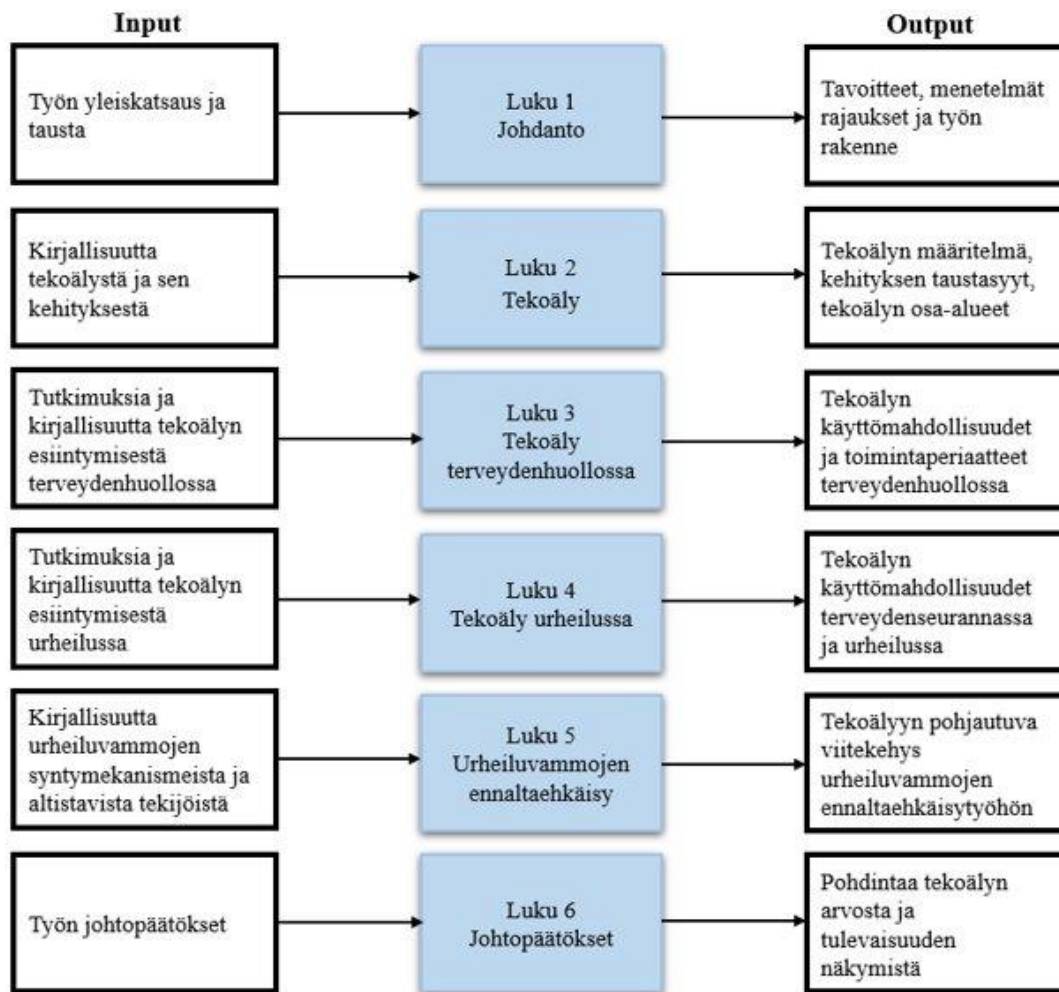 Input
Output
Työn yleiskatsaus ja
tausta
Luku 1
Johdanto
Tavoitteet, menetelmät
rajaukset ja työn
rakenne
Kirjallisuutta
tekoälystä ja sen
kehityksestä
Luku 2
Tekoäly
Tekoälyn määritelmä,
kehityksen taustasyyt,
tekoälyn osa-alueet
Tutkimuksia ja
kirjallisuutta tekoälyn
esiintymisestä
terveydenhuollossa
Luku 3
Tekoäly
terveydenhuollossa
Tekoälyn
käyttömahdollisuudet
ja toimintaperiaatteet
terveydenhuollossa
Tutkimuksia ja
kirjallisuutta tekoälyn
esiintymisestä
urheilussa
Luku 4
Tekoäly urheilussa
Tekoälyn
käyttömahdollisuudet
terveydenseurannassa
ja urheilussa
Kirjallisuutta
urheiluvammojen
syntymekanismeista ja
altistavista tekijöistä
Luku 5
Urheiluvammojen
ennaltaehkäisy
Tekoälyyn pohjautuva
viitekehys
urheiluvammojen
ennaltaehkäisytyöhön
Työn johtopäätökset
Luku 6
Johtopäätökset
Pohdintaa tekoälyn
arvosta ja
tulevaisuuden
näkymistä